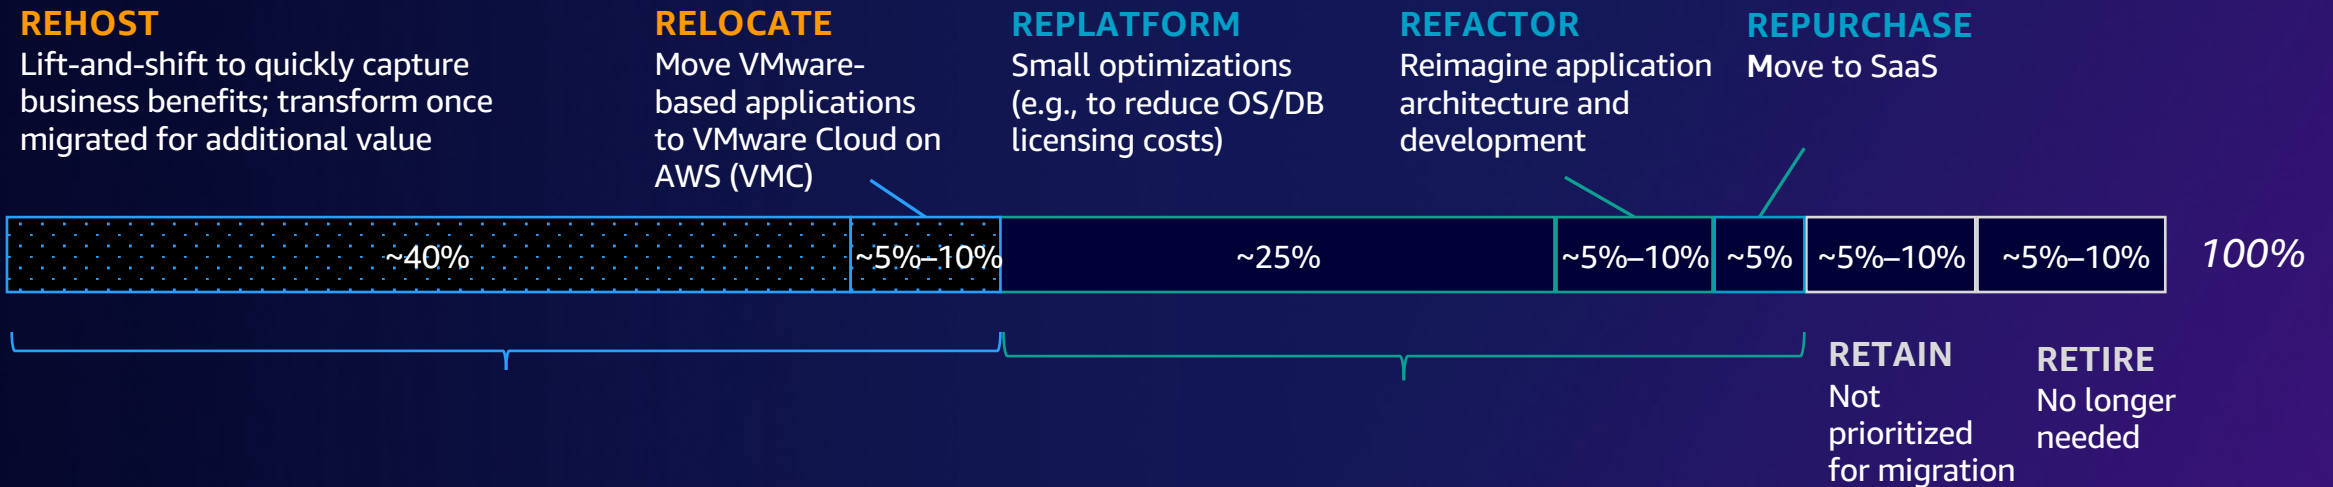 REHOST
Lift-and-shift to quickly capture
business benefits; transform once
migrated for additional value
RELOCATE
Move VMware-
based applications
to VMware Cloud on
AWS (VMC)
REPLATFORM
Small optimizations
(e.g., to reduce OS/DB
licensing costs)
REFACTOR
Reimagine application
architecture and
development
REPURCHASE
Move to SaaS
~40%
~5%–10%
~25%
~5%–10%
~5%
~5%–10%
~5%–10%
100%
RETAIN
Not
prioritized
for migration
RETIRE
No longer
needed